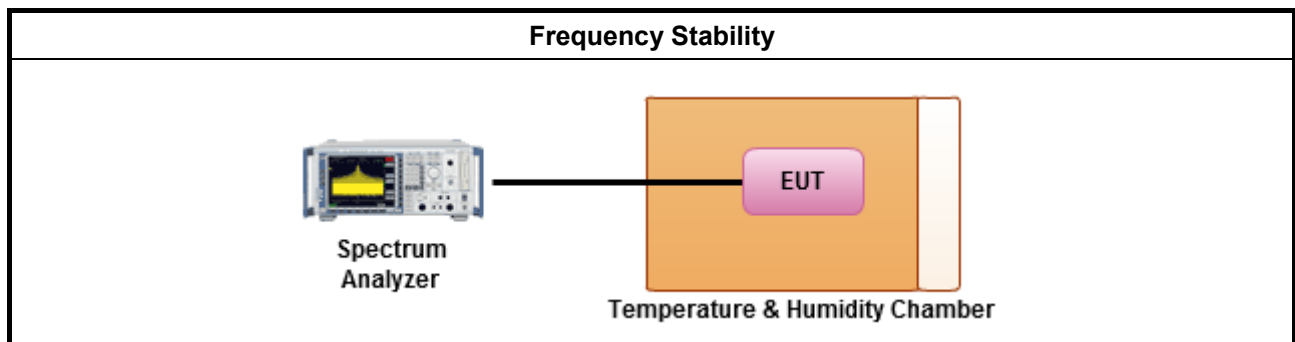 Frequency Stability
EUT
Spectrum
Analyzer
Temperature & Humidity Chamber